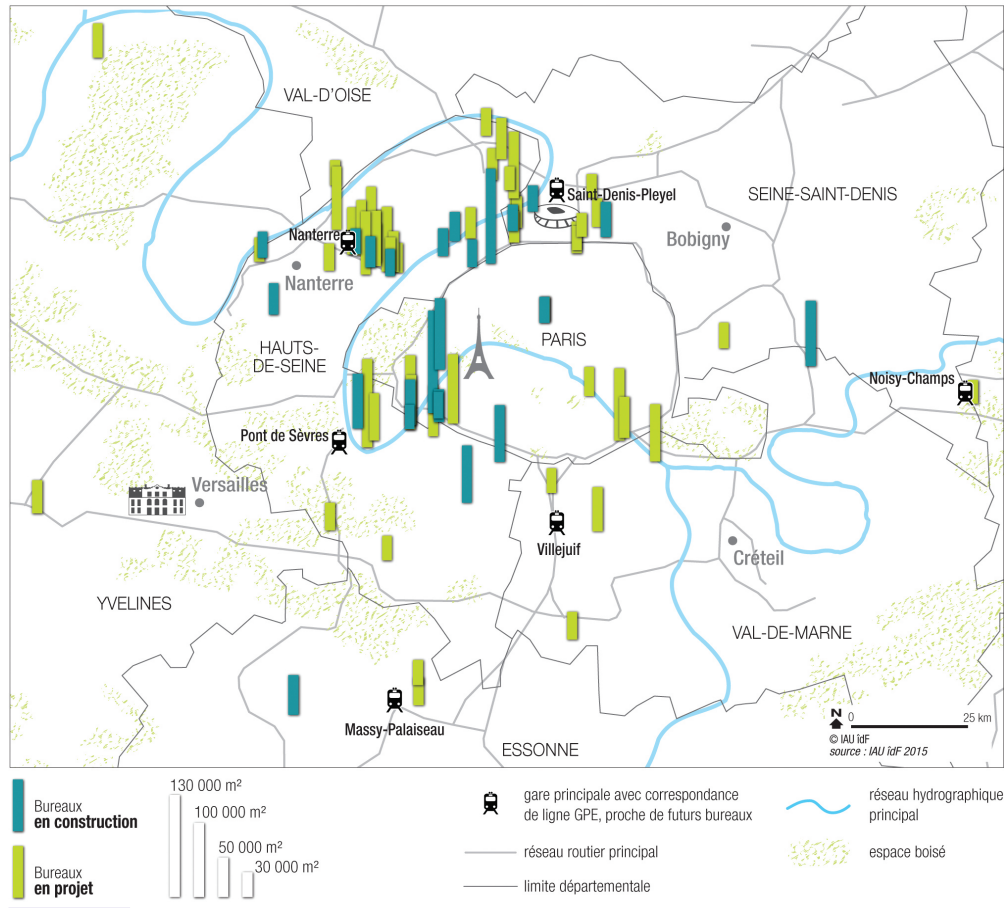 VAL-D'OISE
Saint-Denis-Pleyel
SEINE-SAINT-DENIS
Nanterre
Bobigny
Nanterre
HAUTS-
DE-SEINE
PARIS
Noisy-Champs
Pont de Sèvres
Versailles
Villejuif
Créteil
YVELINES
VAL-DE-MARNE
Massy-Palaiseau
ESSONNE
N
0
25 km
© IAU îdF
source : IAU îdF 2015
Bureaux
en construction
Bureaux
en projet
130 000 m²
100 000 m²
50 000 m²
30 000 m²
gare principale avec correspondance
de ligne GPE, proche de futurs bureaux
réseau routier principal
limite départementale
réseau hydrographique
principal
espace boisé